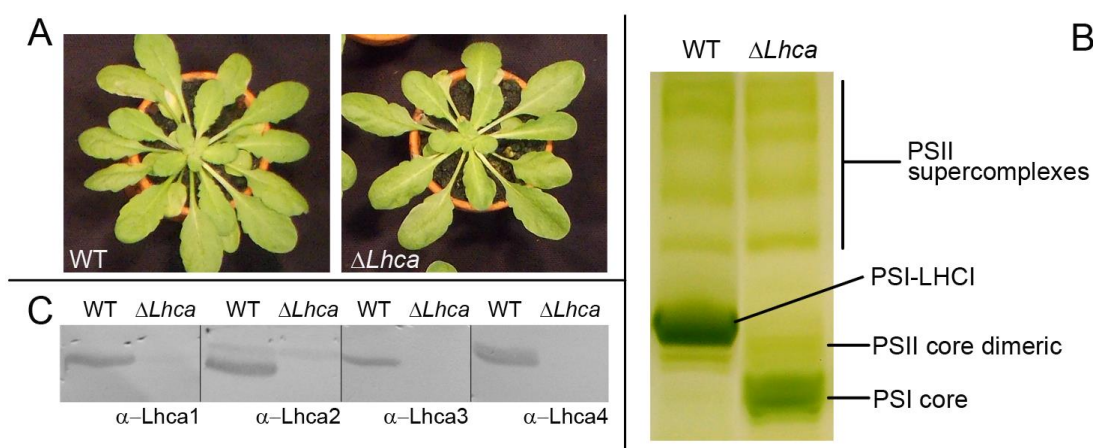 A
WT
ΔLhca
B
WT ΔLhca
PSII
supercomplexes
PSI-LHCI
PSII core dimeric
PSI core
C
WT ΔLhca WT ΔLhca WT ΔLhca WT ΔLhca
α–Lhca1 α–Lhca2 α–Lhca3 α–Lhca4